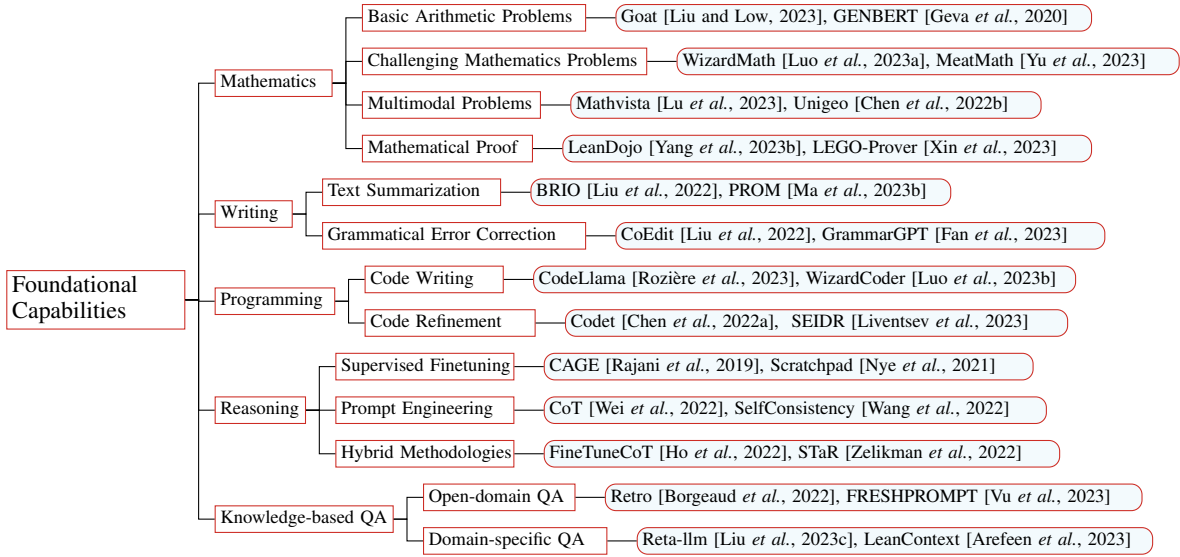 Basic Arithmetic Problems
Goat [Liu and Low, 2023], GENBERT [Geva et al., 2020]
Challenging Mathematics Problems
WizardMath [Luo et al., 2023a], MeatMath [Yu et al., 2023]
Mathematics
Multimodal Problems
Mathvista [Lu et al., 2023], Unigeo [Chen et al., 2022b]
Mathematical Proof
LeanDojo [Yang et al., 2023b], LEGO-Prover [Xin et al., 2023]
Text Summarization
BRIO [Liu et al., 2022], PROM [Ma et al., 2023b]
Writing
Grammatical Error Correction
CoEdit [Liu et al., 2022], GrammarGPT [Fan et al., 2023]
Foundational
Capabilities
Code Writing
CodeLlama [Rozière et al., 2023], WizardCoder [Luo et al., 2023b]
Programming
Code Refinement
Codet [Chen et al., 2022a], SEIDR [Liventsev et al., 2023]
Supervised Finetuning
CAGE [Rajani et al., 2019], Scratchpad [Nye et al., 2021]
Reasoning
Prompt Engineering
CoT [Wei et al., 2022], SelfConsistency [Wang et al., 2022]
Hybrid Methodologies
FineTuneCoT [Ho et al., 2022], STaR [Zelikman et al., 2022]
Open-domain QA
Retro [Borgeaud et al., 2022], FRESHPROMPT [Vu et al., 2023]
Knowledge-based QA
Domain-specific QA
Reta-llm [Liu et al., 2023c], LeanContext [Arefeen et al., 2023]